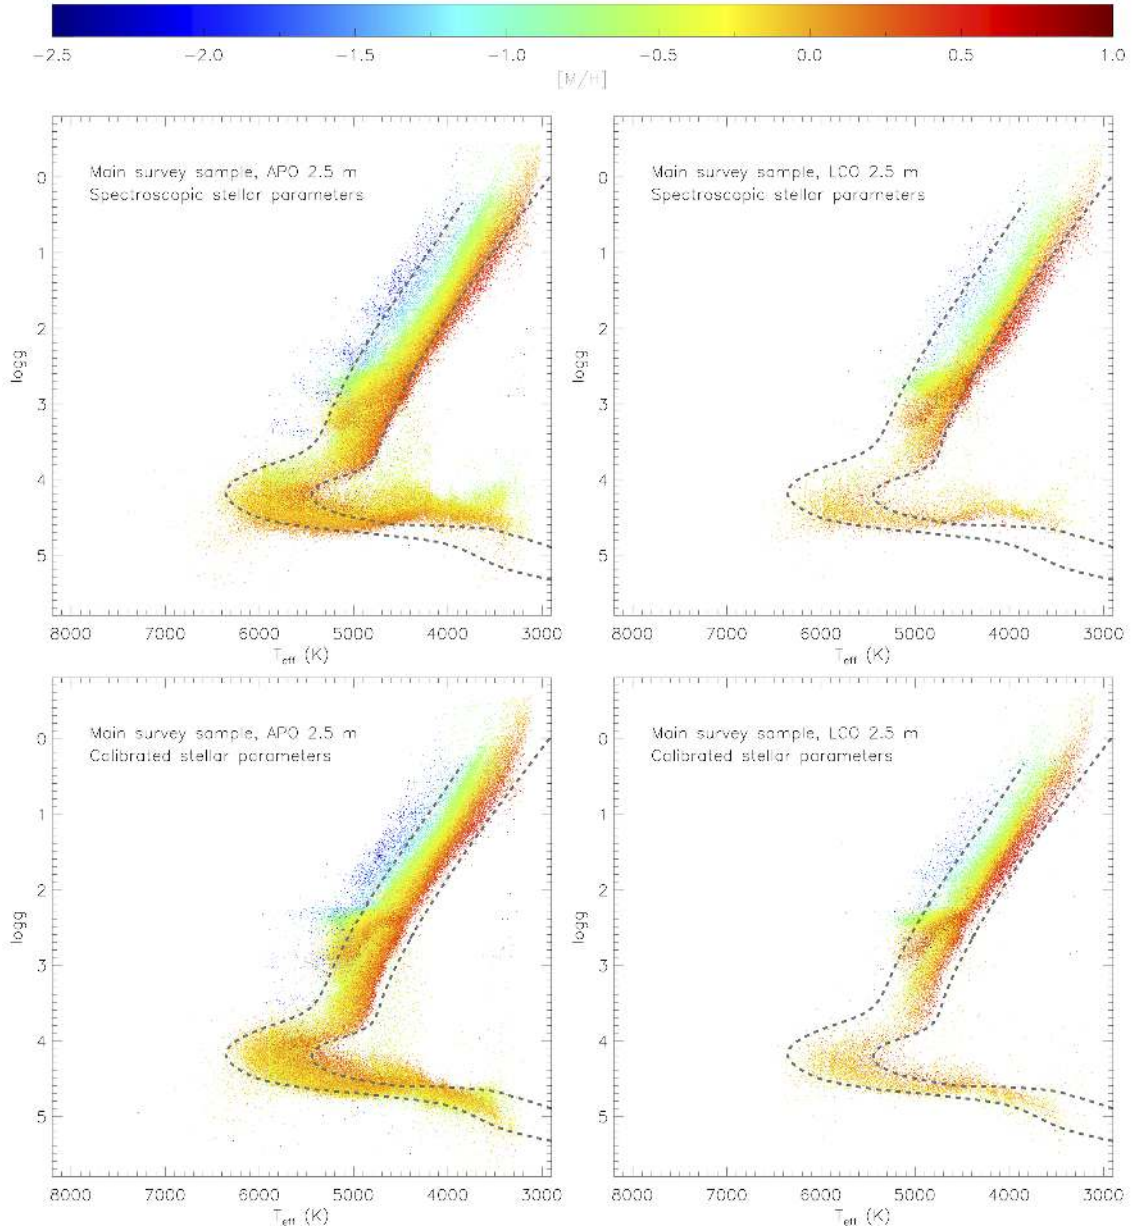 −2.5 −2.0 −1.5 −1.0 −0.5 0.0 0.5 1.0
[M/H]
Main survey sample, APO 2.5 m
Spectroscopic stellar parameters
0
1
2
3
4
5
logg
8000 7000 6000 5000 4000 3000
Teff (K)
Main survey sample, LCO 2.5 m
Spectroscopic stellar parameters
0
1
2
3
4
5
logg
8000 7000 6000 5000 4000 3000
Teff (K)
Main survey sample, APO 2.5 m
Calibrated stellar parameters
0
1
2
3
4
5
logg
8000 7000 6000 5000 4000 3000
Teff (K)
Main survey sample, LCO 2.5 m
Calibrated stellar parameters
0
1
2
3
4
5
logg
8000 7000 6000 5000 4000 3000
Teff (K)